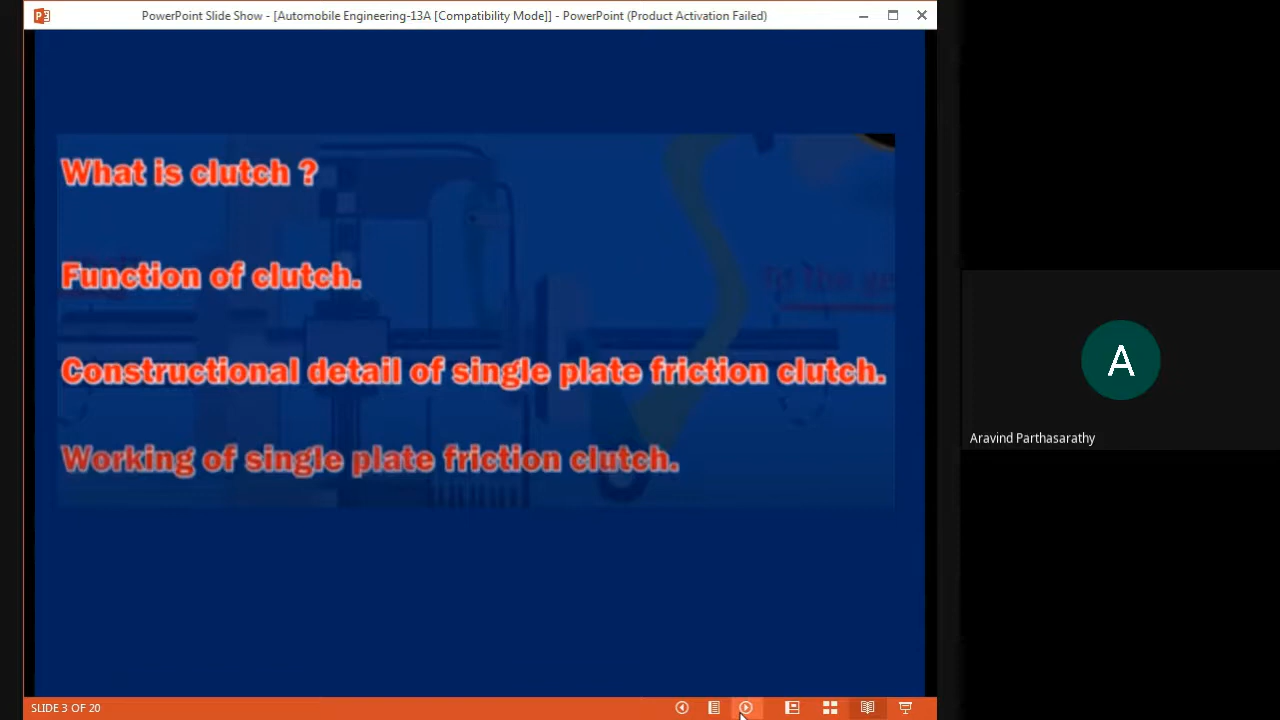 PowerPoint Slide Show - [Automobile Engineering-13A [Compatibility Mode]] - PowerPoint (Product Activation Failed)
What is clutch ?
Function of clutch.
Constructional detail of single plate friction clutch.
Working of single plate friction clutch.
A
Aravind Parthasarathy
SLIDE 3 OF 20